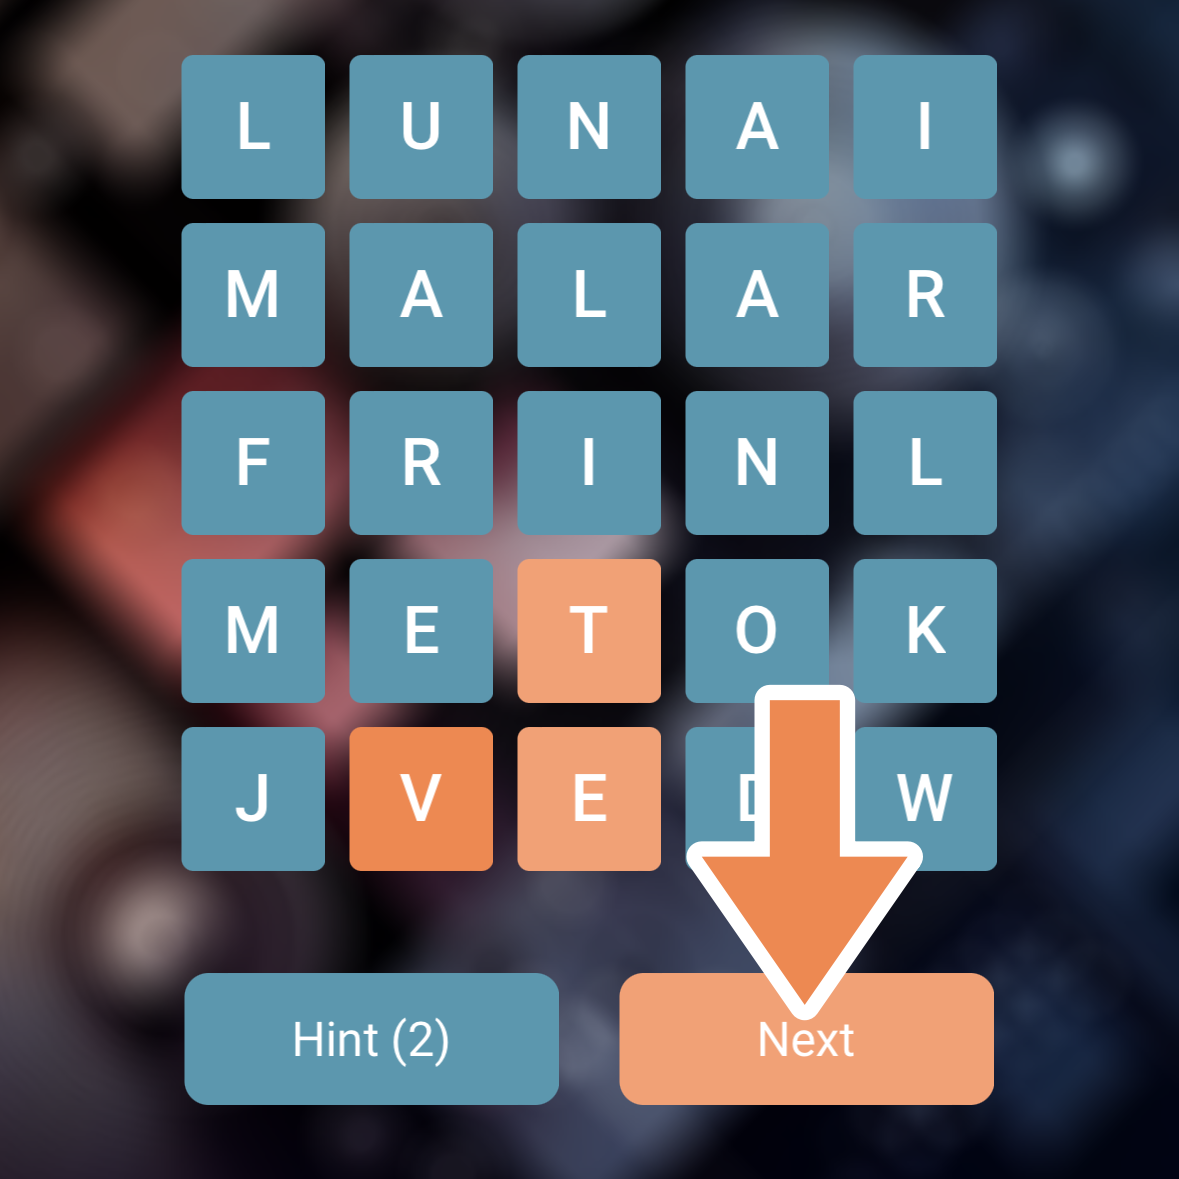 L U N A I
M A L A R
F R I N L
M E T O K
J V E D W
Hint (2) Next